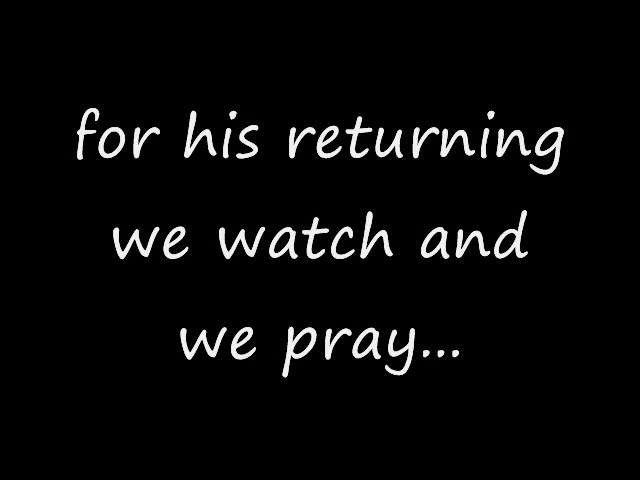 for his returning
we watch and
we pray...